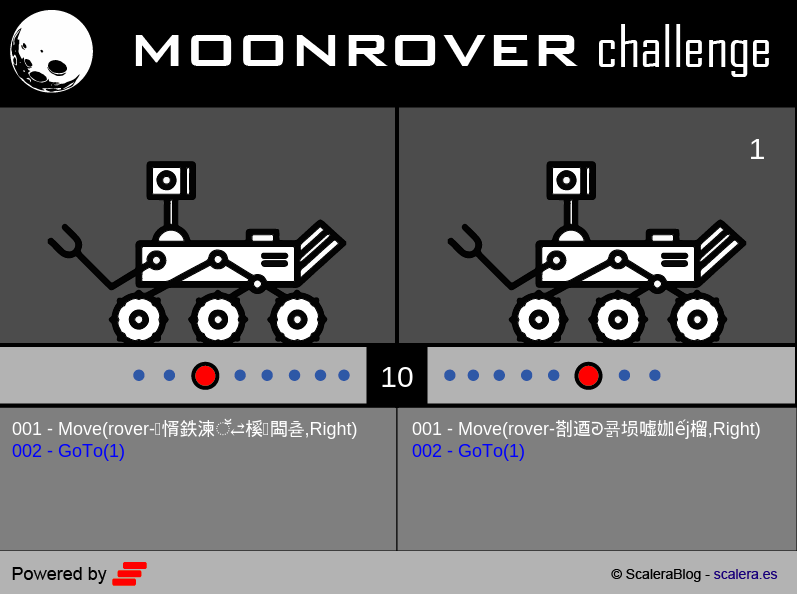 MOONROVER challenge
1
10
001 - Move(rover-
,Right)
002 - GoTo(1)
001 - Move(rover-
,Right)
002 - GoTo(1)
Powered by
© ScaleraBlog - scalera.es